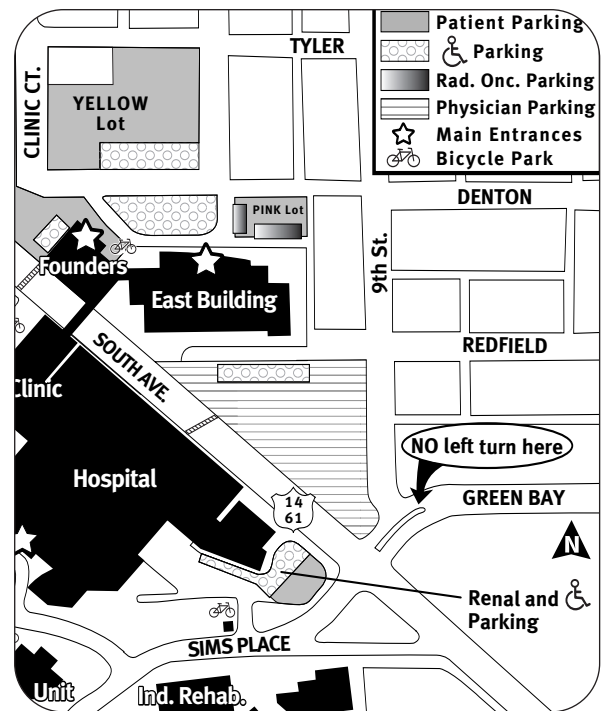 Patient Parking
Parking
Rad. Onc. Parking
Physician Parking
Main Entrances
Bicycle Park
TYLER
CLINIC CT.
YELLOW
Lot
DENTON
PINK Lot
9th St.
Founders
East Building
SOUTH AVE.
REDFIELD
Clinic
NO left turn here
Hospital
GREEN BAY
14
61
N
Renal and
Parking
SIMS PLACE
Unit
Ind. Rehab.